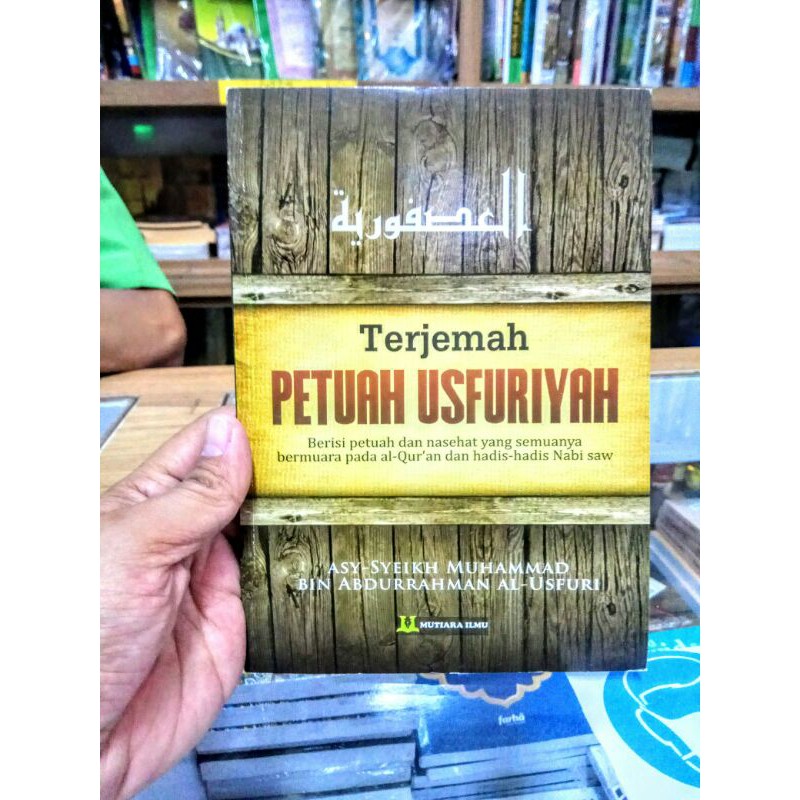 العصفورية
Terjemah
PETUAH USFURIYAH
Berisi petuah dan nasehat yang semuanya
bermuara pada al-Qur'an dan hadis-hadis Nabi saw
ASY-SYEIKH MUHAMMAD
BIN ABDURRAHMAN AL-USFURI
MUTIARA ILMU
farhâ